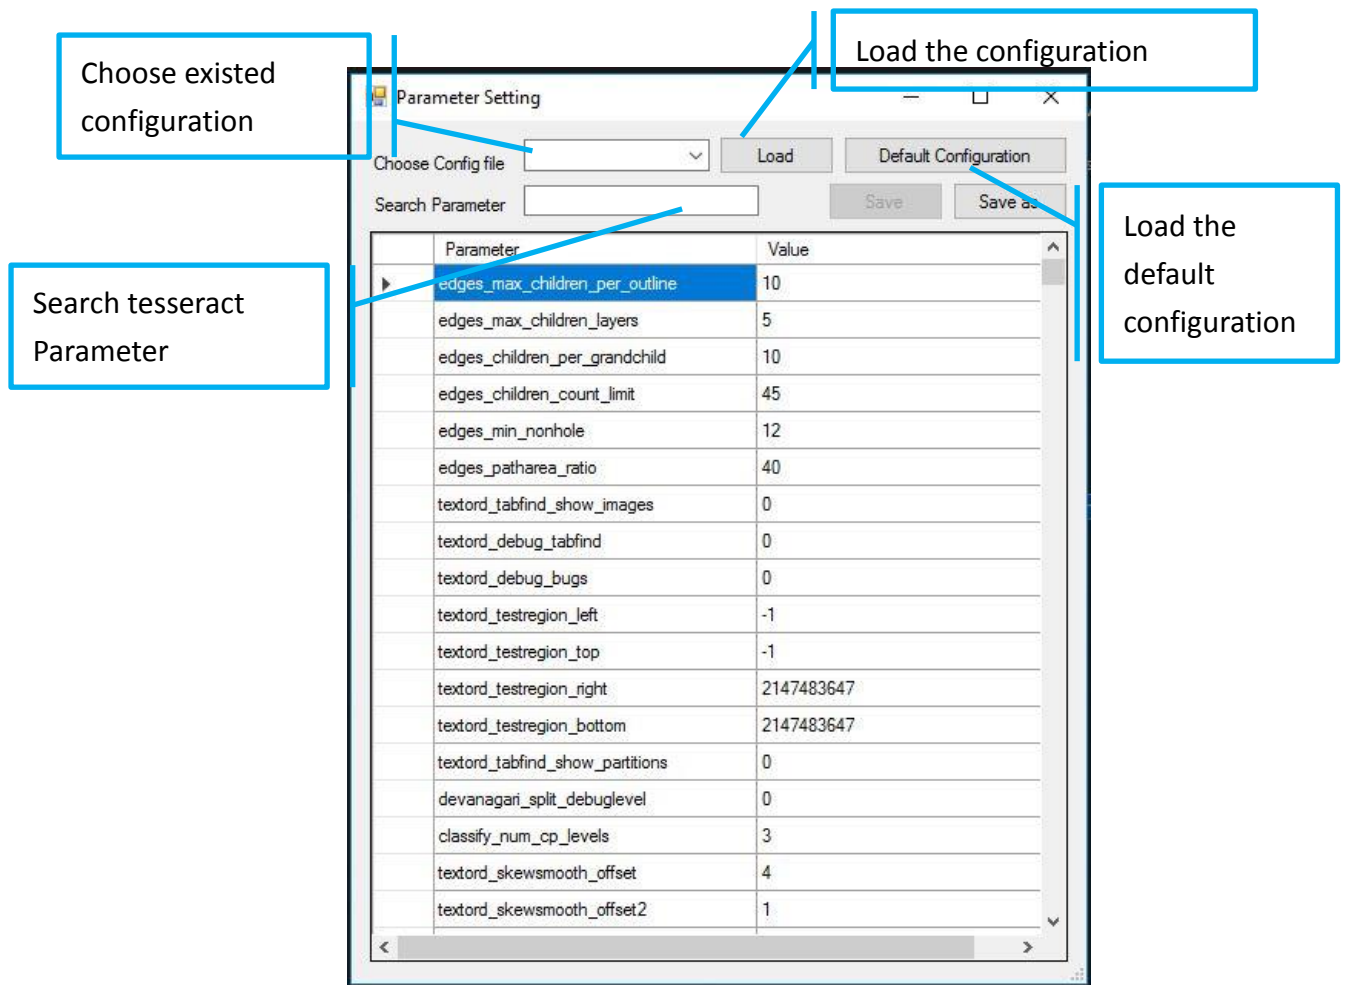 Load the configuration
Choose existed
configuration
Parameter Setting
Choose Config file
Load
Default Configuration
Search Parameter
Save
Save as
Load the
default
configuration
Search tesseract
Parameter
Parameter Value
edges_max_children_per_outline 10
edges_max_children_layers 5
edges_children_per_grandchild 10
edges_children_count_limit 45
edges_min_nonhole 12
edges_patharea_ratio 40
textord_tabfind_show_images 0
textord_debug_tabfind 0
textord_debug_bugs 0
textord_testregion_left -1
textord_testregion_top -1
textord_testregion_right 2147483647
textord_testregion_bottom 2147483647
textord_tabfind_show_partitions 0
devanagari_split_debuglevel 0
classify_num_cp_levels 3
textord_skewsmooth_offset 4
textord_skewsmooth_offset2 1